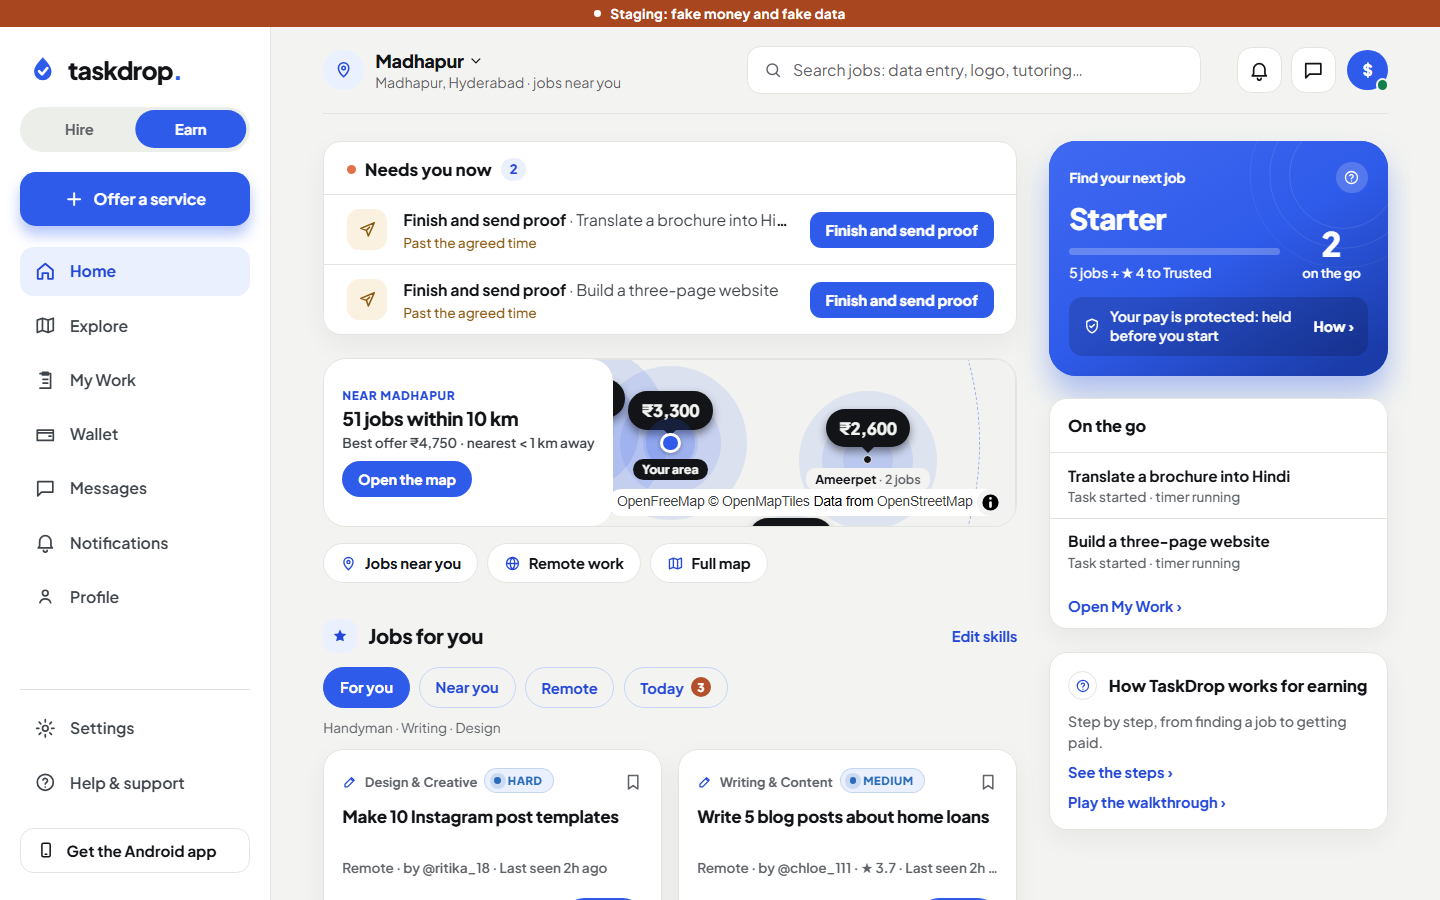 Staging: fake money and fake data
taskdrop.
Hire
Earn
Offer a service
Home
Explore
My Work
Wallet
Messages
Notifications
Profile
Settings
Help & support
Get the Android app
Madhapur
Madhapur, Hyderabad · jobs near you
Search jobs: data entry, logo, tutoring...
$
Needs you now 2
Finish and send proof · Translate a brochure into Hi...
Past the agreed time
Finish and send proof
Finish and send proof · Build a three-page website
Past the agreed time
Finish and send proof
NEAR MADHAPUR
51 jobs within 10 km
Best offer ₹4,750 · nearest < 1 km away
Open the map
₹3,300
Your area
₹2,600
Ameerpet · 2 jobs
OpenFreeMap © OpenMapTiles Data from OpenStreetMap
Jobs near you
Remote work
Full map
Jobs for you
Edit skills
For you
Near you
Remote
Today 3
Handyman · Writing · Design
Design & Creative HARD
Make 10 Instagram post templates
Remote · by @ritika_18 · Last seen 2h ago
Writing & Content MEDIUM
Write 5 blog posts about home loans
Remote · by @chloe_111 · ★ 3.7 · Last seen 2h ...
Find your next job
Starter
5 jobs + ★ 4 to Trusted
2
on the go
Your pay is protected: held
before you start
How ›
On the go
Translate a brochure into Hindi
Task started · timer running
Build a three-page website
Task started · timer running
Open My Work ›
How TaskDrop works for earning
Step by step, from finding a job to getting
paid.
See the steps ›
Play the walkthrough ›